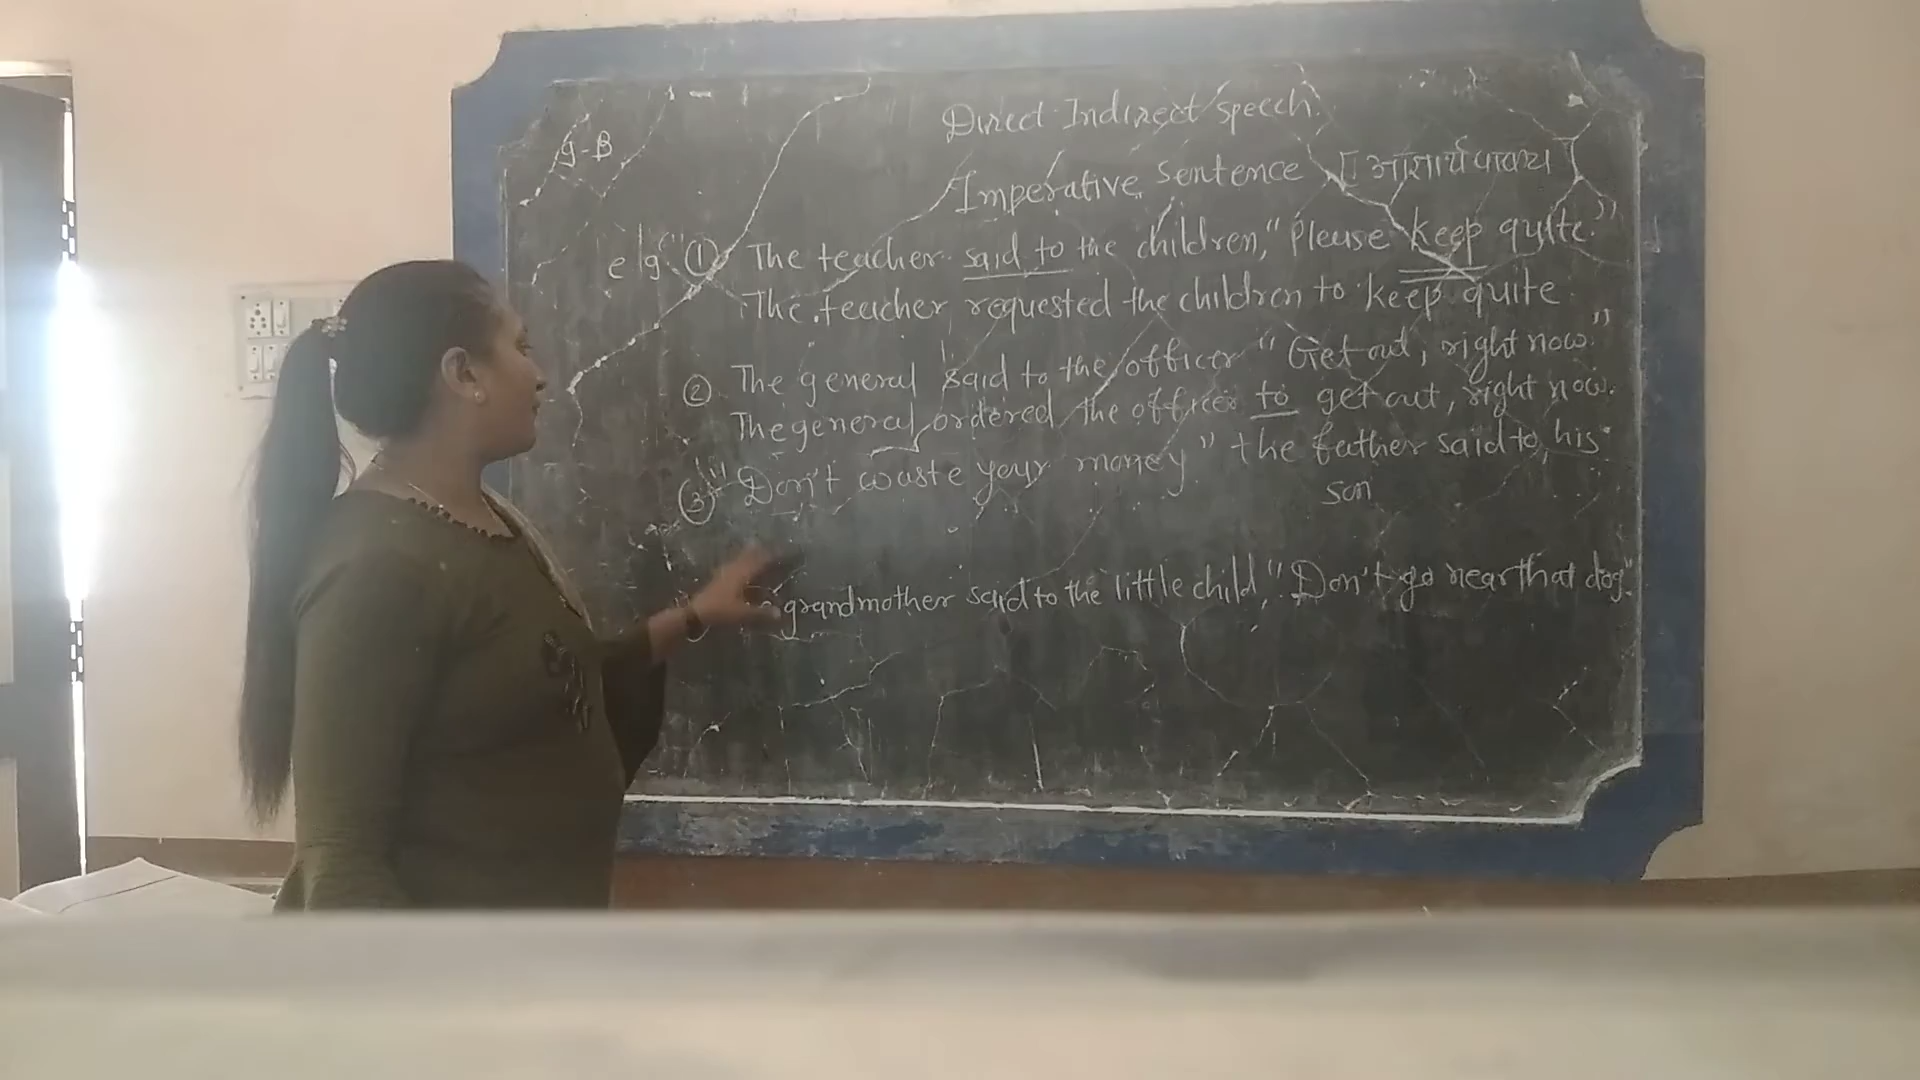 Direct Indirect speech.
9-B
Imperative Sentence [आज्ञार्थ वाक्य]
e/g. (1) The teacher said to the children, "Please keep quite."
The teacher requested the children to keep quite.
(2) The general said to the officer "Get out, right now."
The general ordered the officer to get out, right now.
(3) "Don't waste your money" the father said to his
son
grandmother said to the little child, "Don't go near that dog."